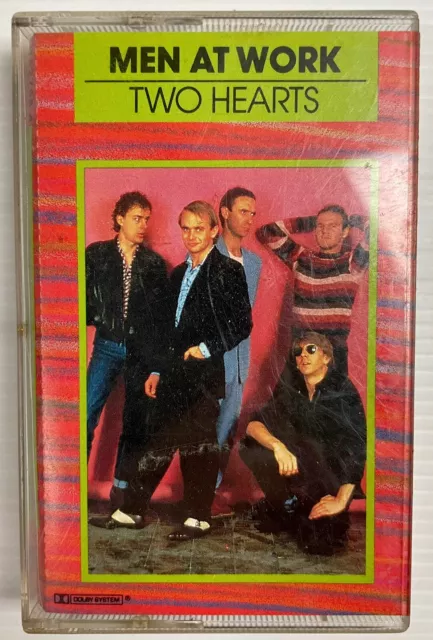 MEN AT WORK
TWO HEARTS
DOLBY SYSTEM ®